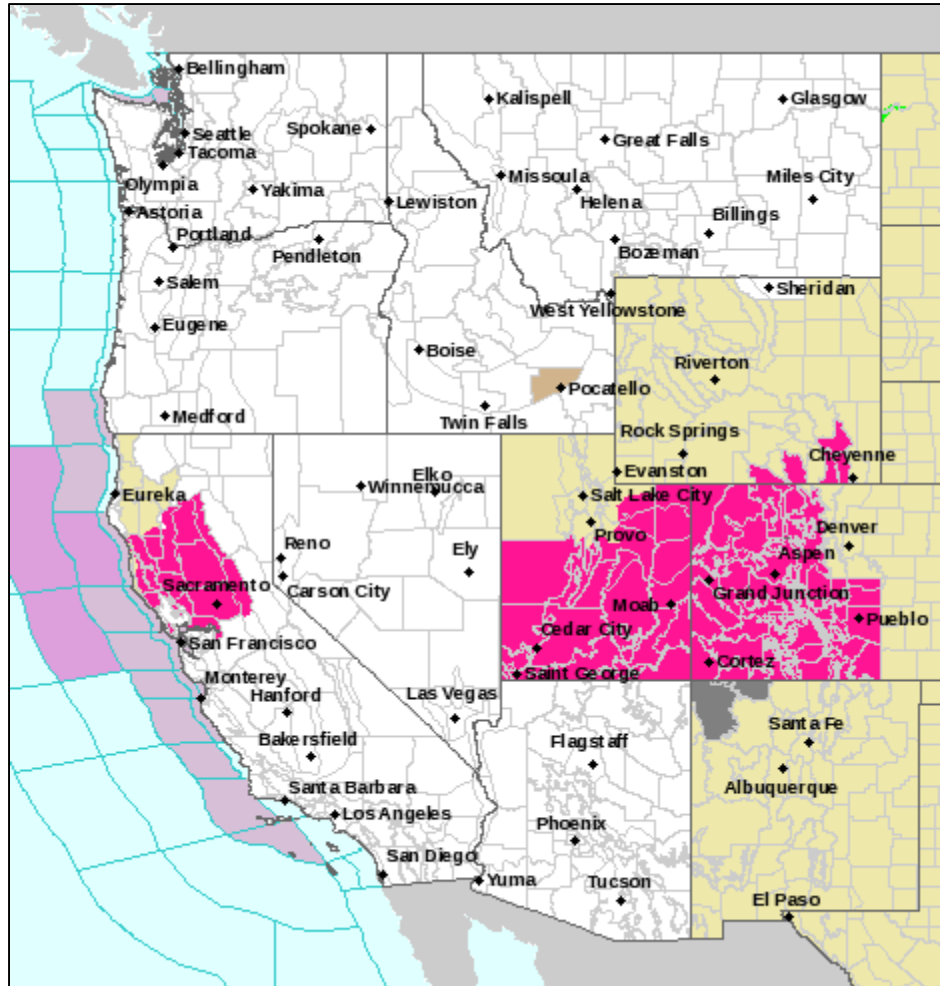 Bellingham
Kalispell
Glasgow
Seattle
Spokane
Great Falls
Tacoma
Olympia
Yakima
Missoula
Miles City
Astoria
Lewiston
Helena
Billings
Portland
Pendleton
Bozeman
Salem
Sheridan
West Yellowstone
Eugene
Boise
Riverton
Pocatello
Medford
Twin Falls
Rock Springs
Cheyenne
Elko
Evanston
Eureka
Winnemucca
Salt Lake City
Provo
Denver
Reno
Ely
Aspen
Sacramento
Carson City
Grand Junction
Moab
Pueblo
San Francisco
Cedar City
Cortez
Monterey
Saint George
Hanford
Las Vegas
Santa Fe
Bakersfield
Flagstaff
Albuquerque
Santa Barbara
Los Angeles
Phoenix
San Diego
Yuma
Tucson
El Paso